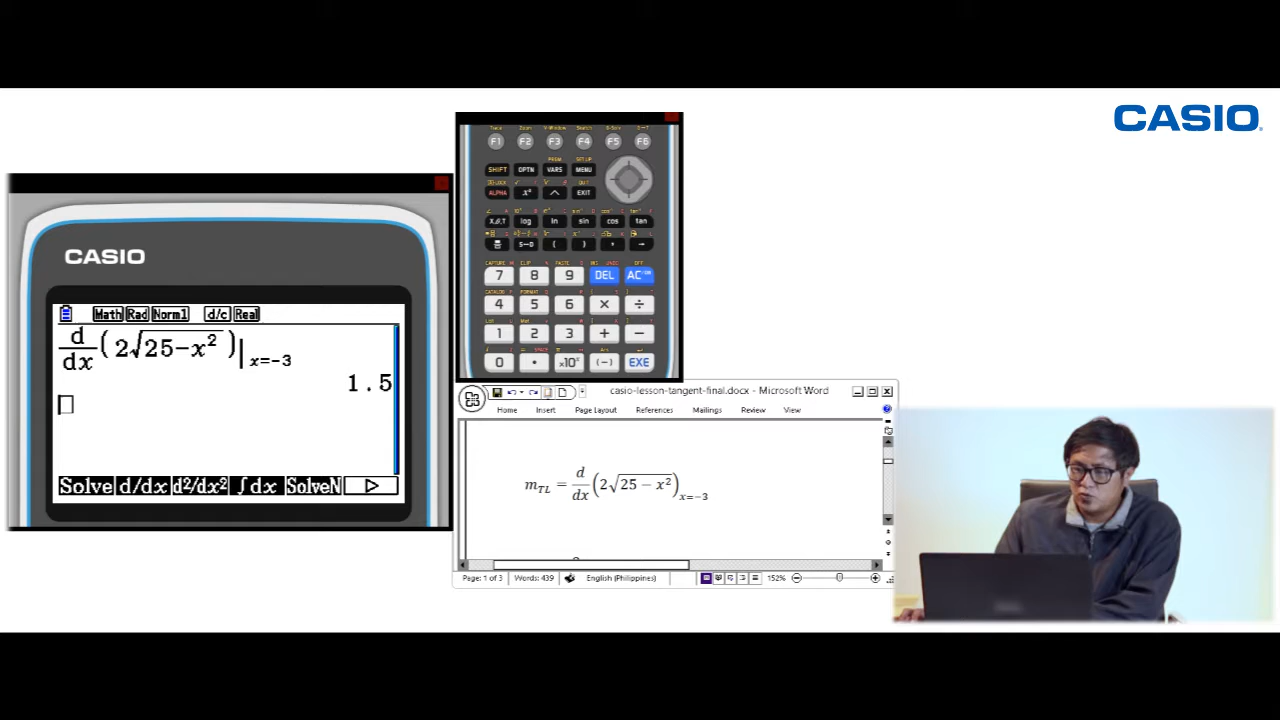 CASIO
CASIO
Math Rad Norm1 d/c Real
d/dx(2√25-x²)|x=-3
1.5
Solve d/dx d²/dx² ∫dx SolveN ▷
F1 F2 F3 F4 F5 F6
SHIFT OPTN VARS MENU
ALPHA x² ^ EXIT
X,θ,T log ln sin cos tan
S⇔D ( ) , →
7 8 9 DEL AC/ON
4 5 6 × ÷
1 2 3 + −
0 • ×10ˣ (−) EXE
casio-lesson-tangent-final.docx - Microsoft Word
Home Insert Page Layout References Mailings Review View
m_TL = d/dx(2√25 − x²)x=−3
Page: 1 of 3 Words: 439 English (Philippines) 152%